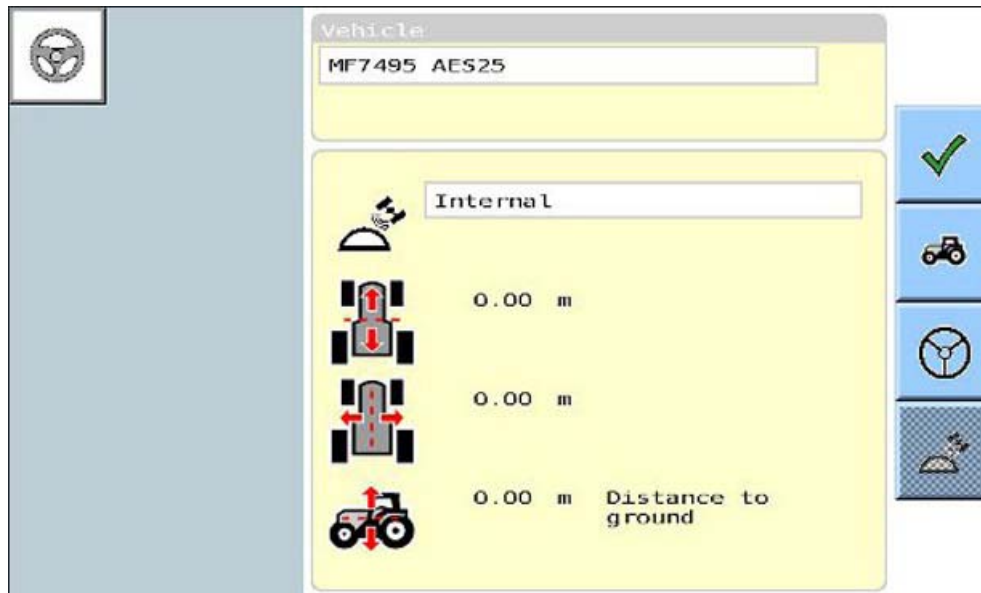 Vehicle
MF7495 AES25
Internal
0.00 m
0.00 m
0.00 m Distance to
ground